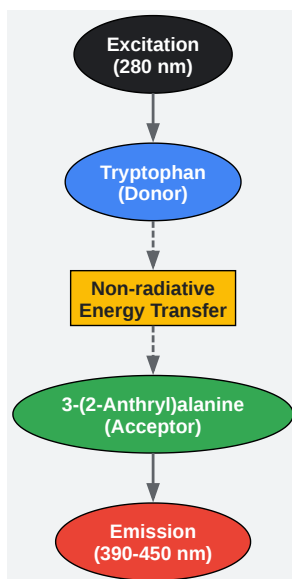 Excitation
(280 nm)
Tryptophan
(Donor)
Non-radiative
Energy Transfer
3-(2-Anthryl)alanine
(Acceptor)
Emission
(390-450 nm)